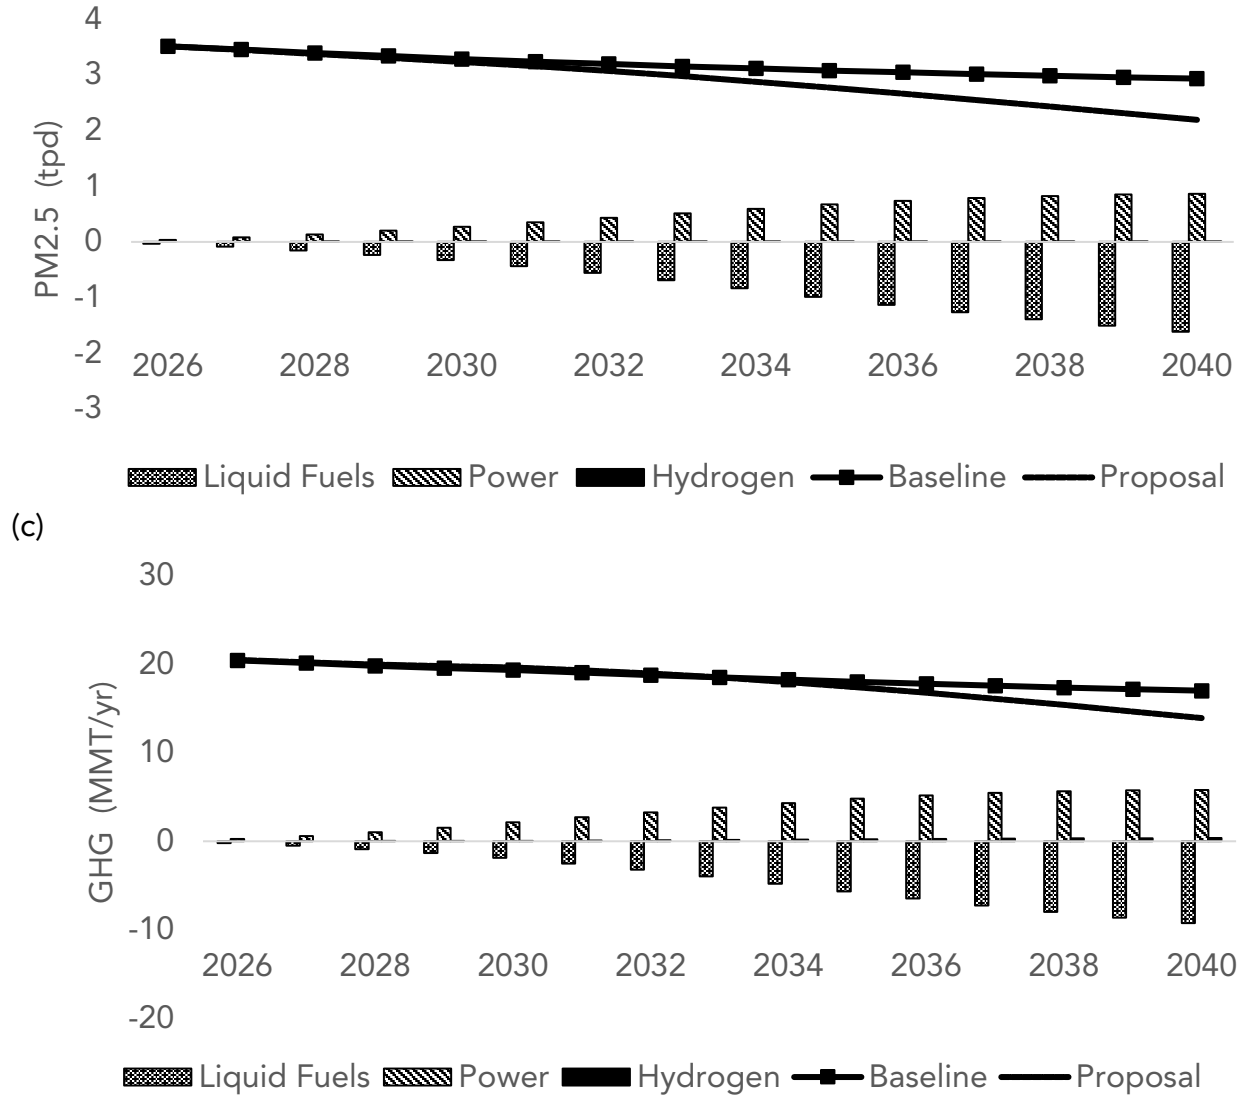 4
3
2
1
0
-1
-2
-3
PM2.5 (tpd)
2026 2028 2030 2032 2034 2036 2038 2040
Liquid Fuels Power Hydrogen Baseline Proposal
(c)
30
20
10
0
-10
-20
GHG (MMT/yr)
2026 2028 2030 2032 2034 2036 2038 2040
Liquid Fuels Power Hydrogen Baseline Proposal